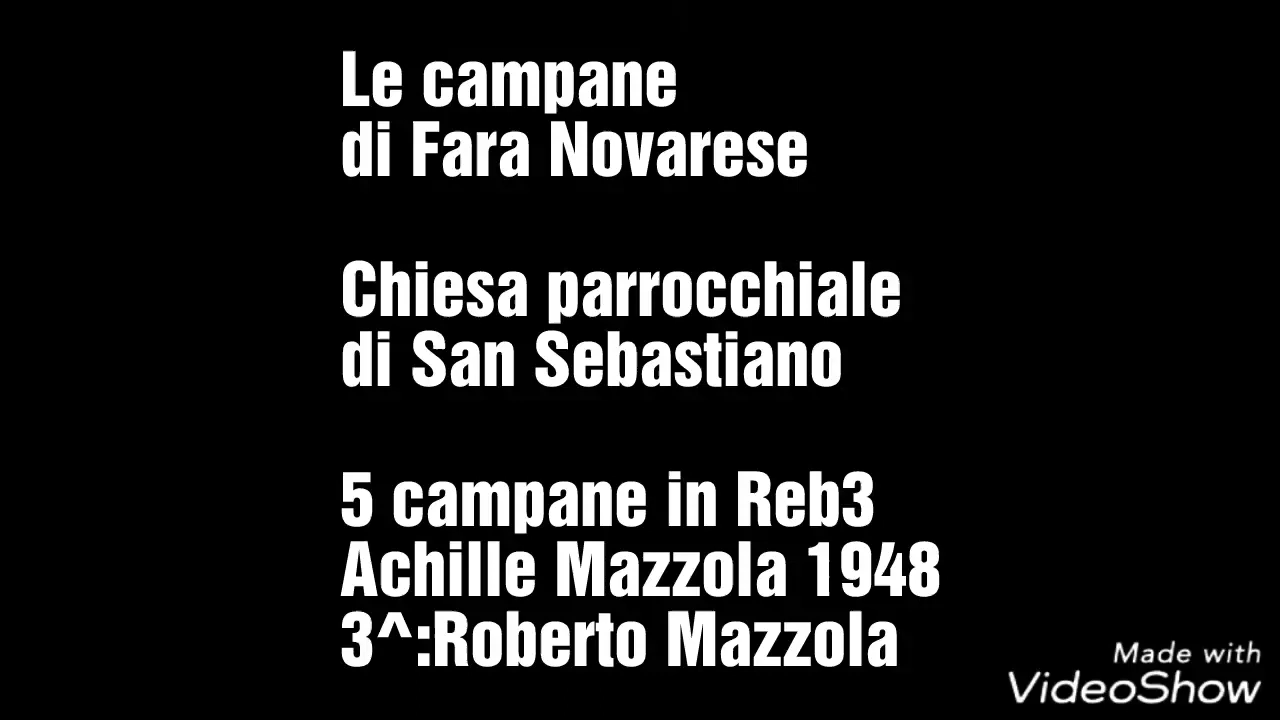 Le campane
di Fara Novarese
Chiesa parrocchiale
di San Sebastiano
5 campane in Reb3
Achille Mazzola 1948
3^:Roberto Mazzola
Made with
VideoShow